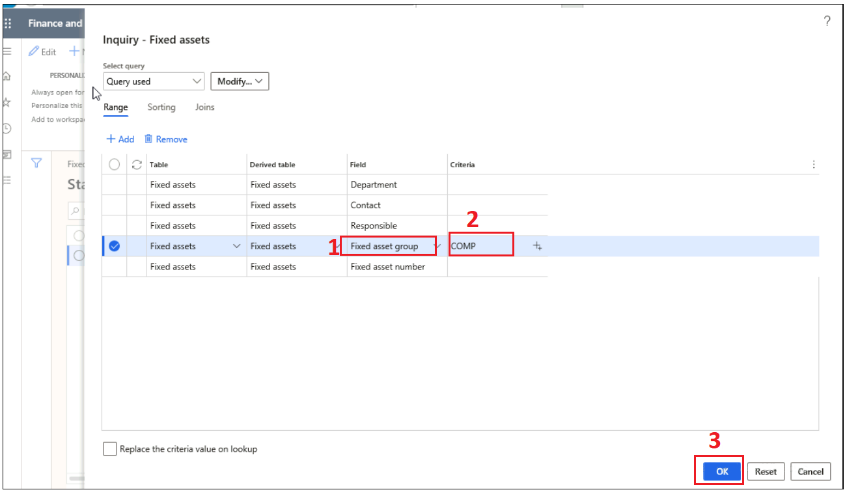 Finance and
?
Inquiry - Fixed assets
Edit
Select query
Query used
Modify...
PERSONALI
Always open for
Personalize this
Add to workspa
Range Sorting Joins
+ Add Remove
Table Derived table Field Criteria
Fixed
Sta
Fixed assets Fixed assets Department
Fixed assets Fixed assets Contact
Fixed assets Fixed assets Responsible
2
1
Fixed assets Fixed assets Fixed asset group COMP
Fixed assets Fixed assets Fixed asset number
Replace the criteria value on lookup
3
OK Reset Cancel